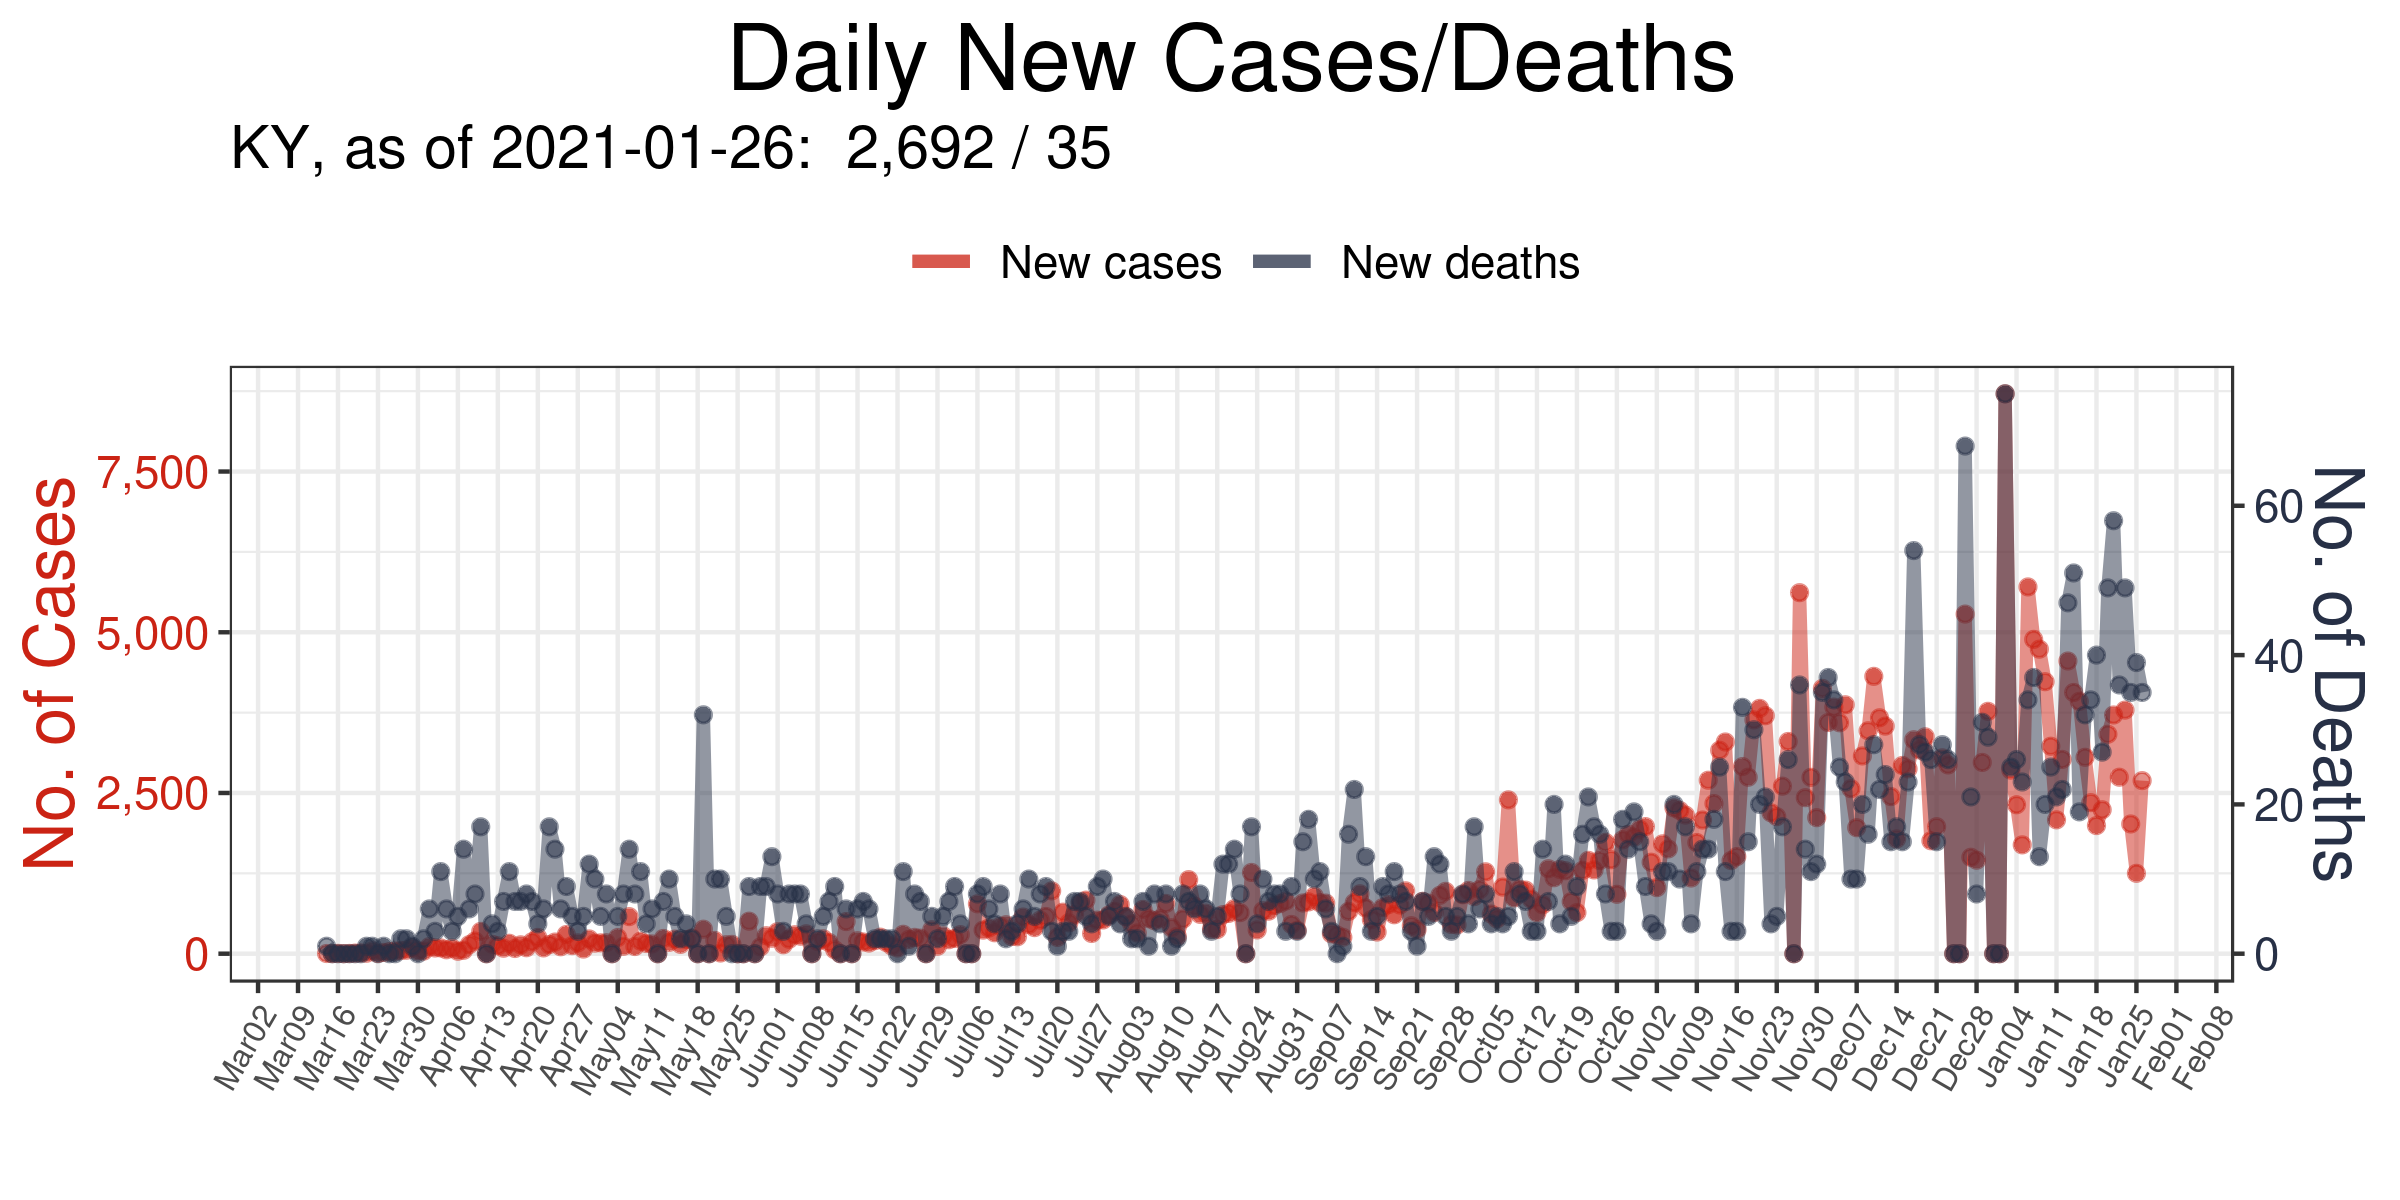 Daily New Cases/Deaths
KY, as of 2021-01-26:  2,692 / 35
New cases
New deaths
No. of Cases
7,500
5,000
2,500
0
60
40
20
0
No. of Deaths
Mar02
Mar09
Mar16
Mar23
Mar30
Apr06
Apr13
Apr20
Apr27
May04
May11
May18
May25
Jun01
Jun08
Jun15
Jun22
Jun29
Jul06
Jul13
Jul20
Jul27
Aug03
Aug10
Aug17
Aug24
Aug31
Sep07
Sep14
Sep21
Sep28
Oct05
Oct12
Oct19
Oct26
Nov02
Nov09
Nov16
Nov23
Nov30
Dec07
Dec14
Dec21
Dec28
Jan04
Jan11
Jan18
Jan25
Feb01
Feb08